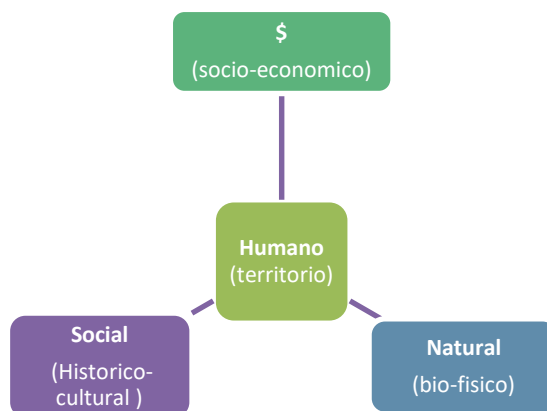 $
(socio-economico)
Humano
(territorio)
Social
(Historico-
cultural )
Natural
(bio-fisico)